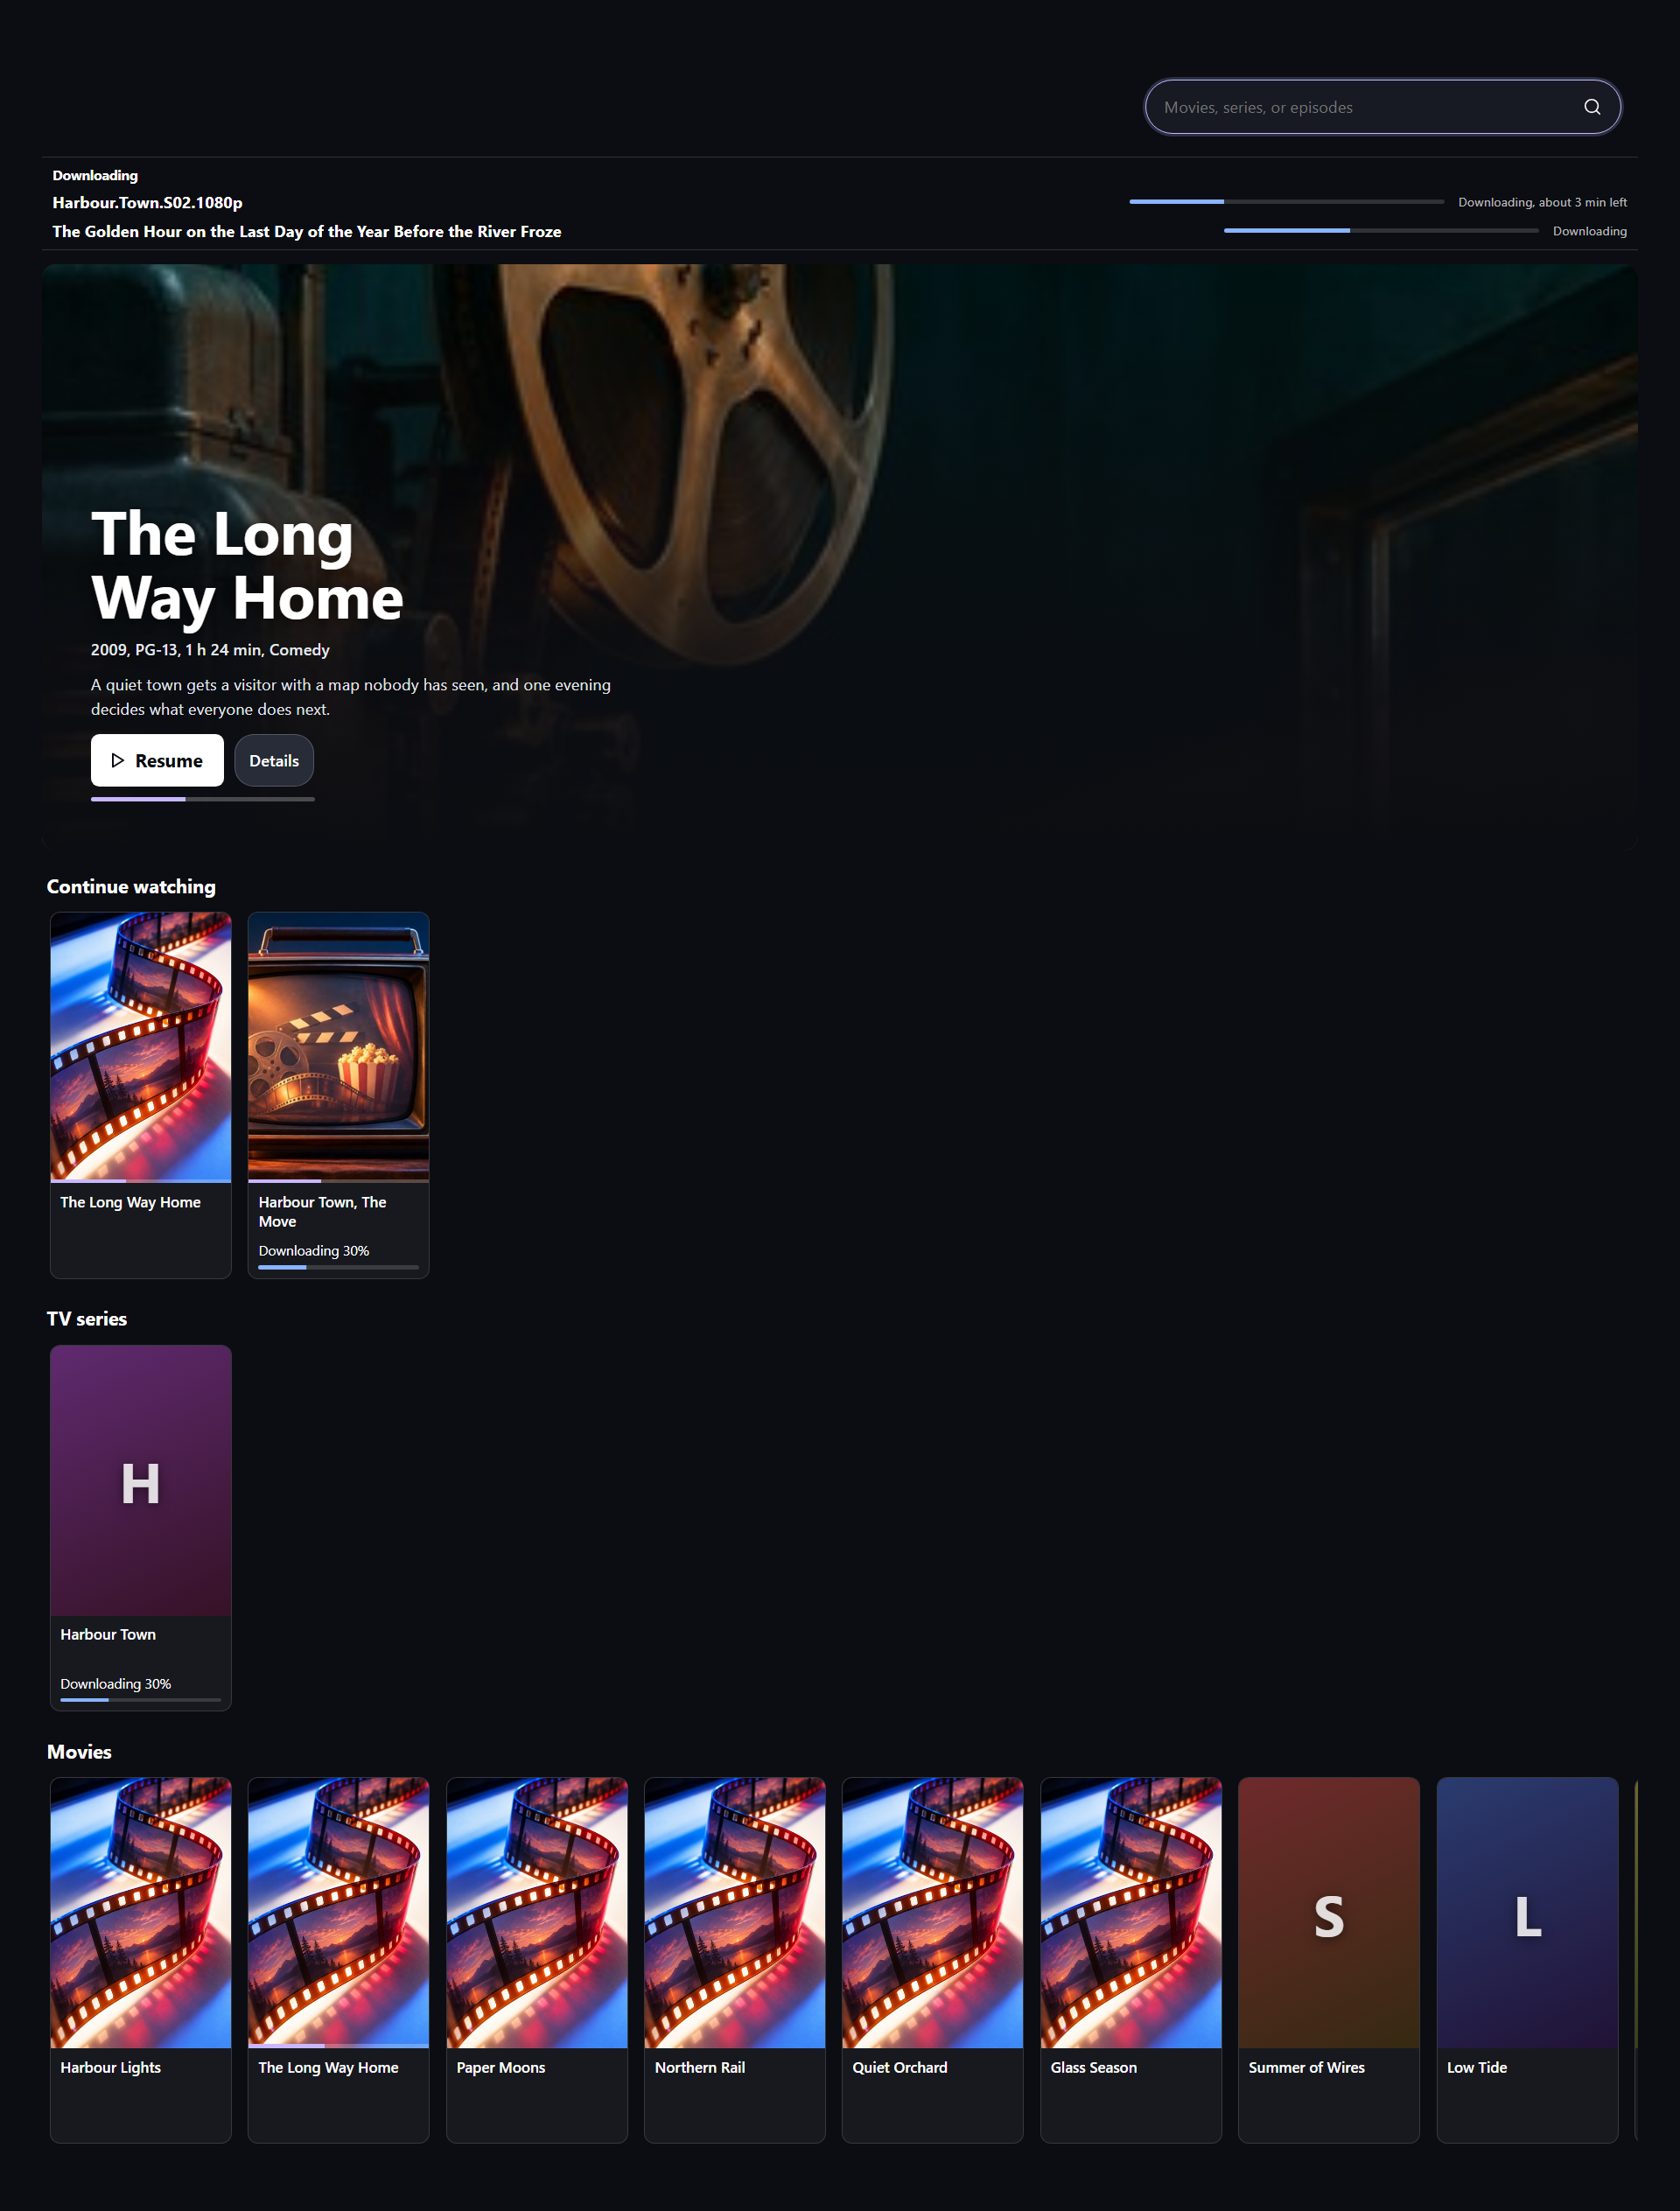 Movies, series, or episodes
Downloading
Harbour.Town.S02.1080p
Downloading, about 3 min left
The Golden Hour on the Last Day of the Year Before the River Froze
Downloading
The Long
Way Home
2009, PG-13, 1 h 24 min, Comedy
A quiet town gets a visitor with a map nobody has seen, and one evening
decides what everyone does next.
Resume
Details
Continue watching
The Long Way Home
Harbour Town, The
Move
Downloading 30%
TV series
H
Harbour Town
Downloading 30%
Movies
S
L
Harbour Lights
The Long Way Home
Paper Moons
Northern Rail
Quiet Orchard
Glass Season
Summer of Wires
Low Tide